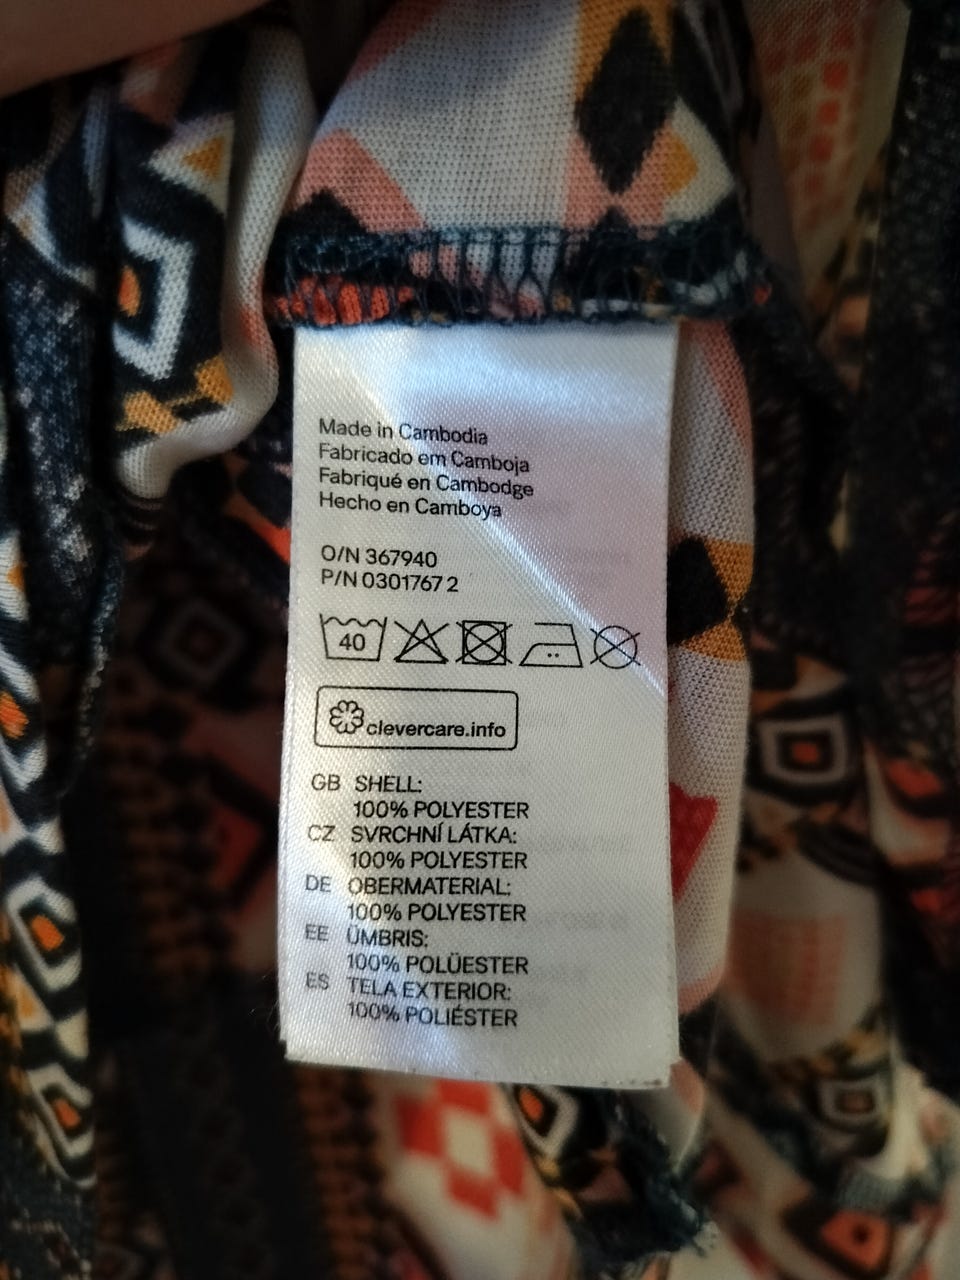 Made in Cambodia
Fabricado em Camboja
Fabriqué en Cambodge
Hecho en Camboya
O/N 367940
P/N 0301767 2
40
clevercare.info
GB SHELL:
100% POLYESTER
CZ SVRCHNÍ LÁTKA:
100% POLYESTER
DE OBERMATERIAL:
100% POLYESTER
EE ÜMBRIS:
100% POLÜESTER
ES TELA EXTERIOR:
100% POLIÉSTER